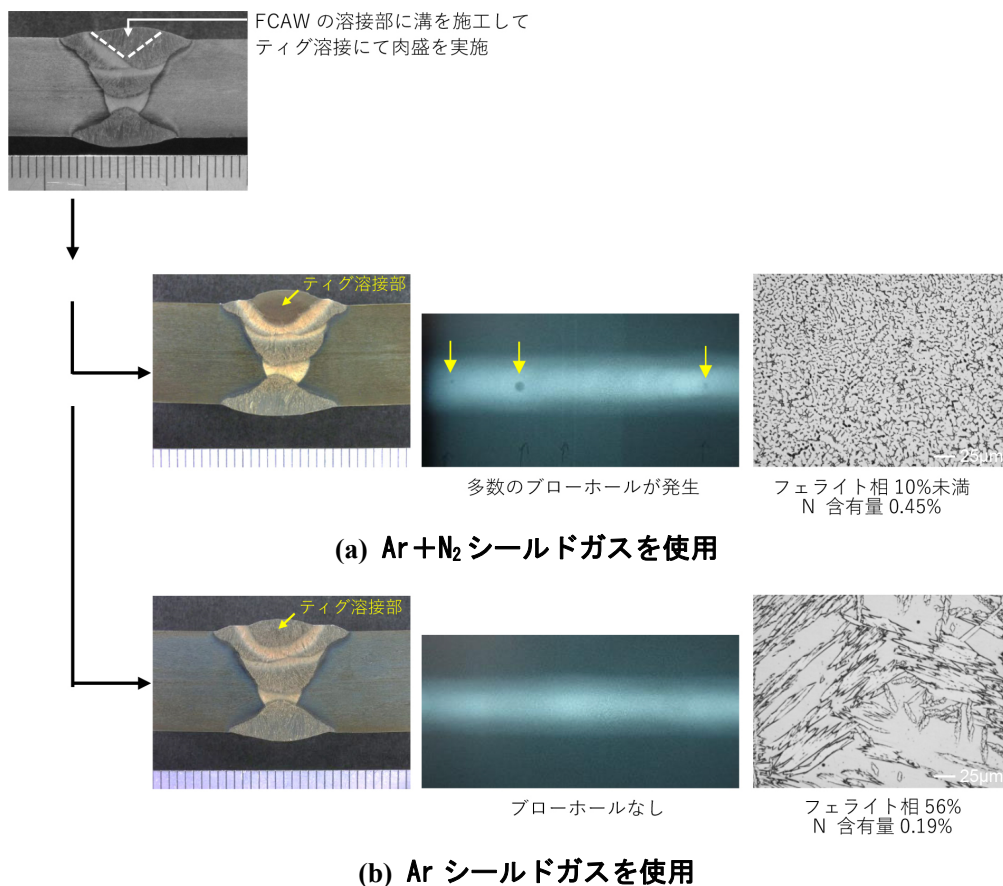 FCAW の溶接部に溝を施工して
ティグ溶接にて肉盛を実施
ティグ溶接部
25μm
多数のブローホールが発生
フェライト相 10%未満
N 含有量 0.45%
(a) Ar＋N₂ シールドガスを使用
ティグ溶接部
25μm
ブローホールなし
フェライト相 56%
N 含有量 0.19%
(b) Ar シールドガスを使用